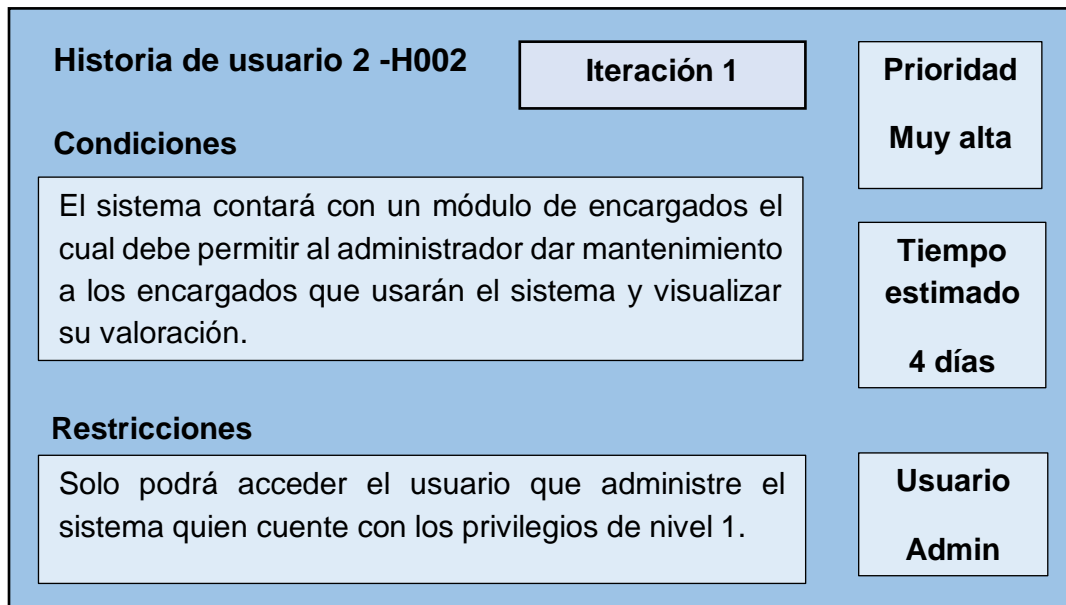 Historia de usuario 2 -H002
Iteración 1
Prioridad
Muy alta
Condiciones
El sistema contará con un módulo de encargados el
cual debe permitir al administrador dar mantenimiento
a los encargados que usarán el sistema y visualizar
su valoración.
Tiempo
estimado
4 días
Restricciones
Solo podrá acceder el usuario que administre el
sistema quien cuente con los privilegios de nivel 1.
Usuario
Admin